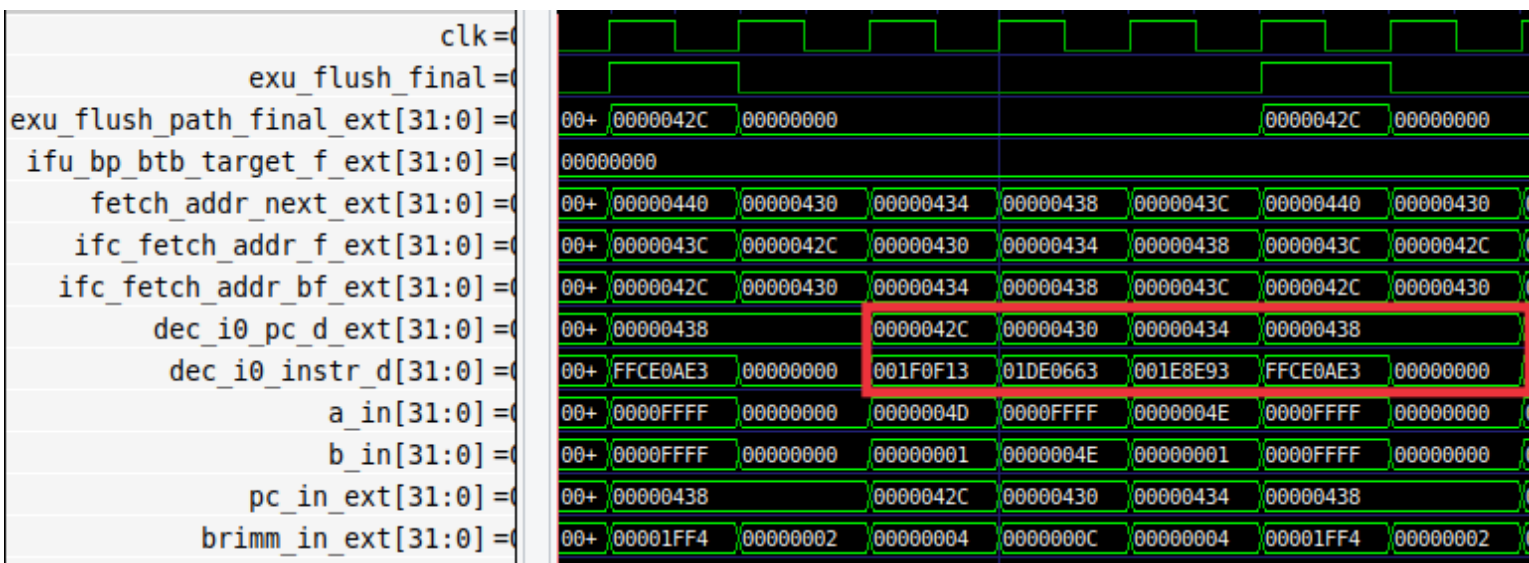 clk =
exu_flush_final =
exu_flush_path_final_ext[31:0] = 00+ 0000042C 00000000 0000042C 00000000
ifu_bp_btb_target_f_ext[31:0] = 00000000
fetch_addr_next_ext[31:0] = 00+ 00000440 00000430 00000434 00000438 0000043C 00000440 00000430
ifc_fetch_addr_f_ext[31:0] = 00+ 0000043C 0000042C 00000430 00000434 00000438 0000043C 0000042C
ifc_fetch_addr_bf_ext[31:0] = 00+ 0000042C 00000430 00000434 00000438 0000043C 0000042C 00000430
dec_i0_pc_d_ext[31:0] = 00+ 00000438 0000042C 00000430 00000434 00000438
dec_i0_instr_d[31:0] = 00+ FFCE0AE3 00000000 001F0F13 01DE0663 001E8E93 FFCE0AE3 00000000
a_in[31:0] = 00+ 0000FFFF 00000000 0000004D 0000FFFF 0000004E 0000FFFF 00000000
b_in[31:0] = 00+ 0000FFFF 00000000 00000001 0000004E 00000001 0000FFFF 00000000
pc_in_ext[31:0] = 00+ 00000438 0000042C 00000430 00000434 00000438
brimm_in_ext[31:0] = 00+ 00001FF4 00000002 00000004 0000000C 00000004 00001FF4 00000002